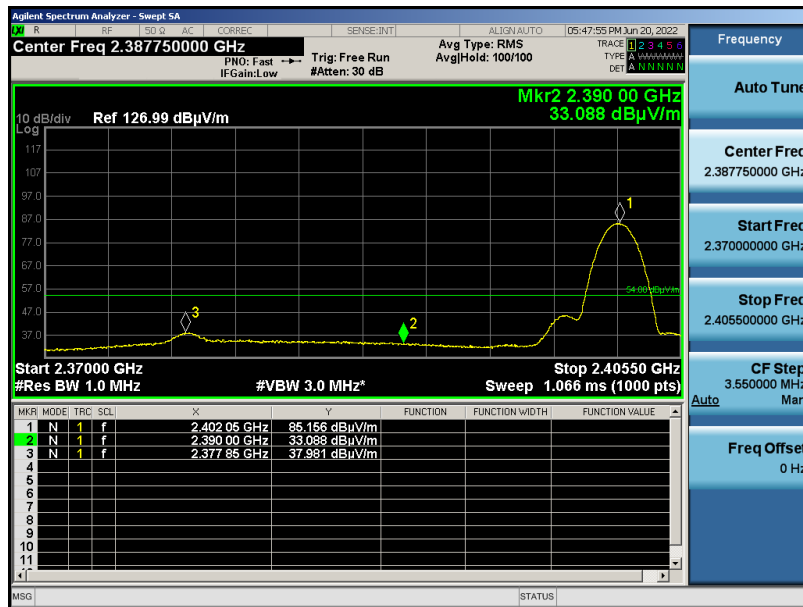 Agilent Spectrum Analyzer - Swept SA
LXI R RF 50 Ω AC CORREC SENSE:INT ALIGN AUTO 05:47:55 PM Jun 20, 2022
Center Freq 2.387750000 GHz
PNO: Fast
IFGain:Low
Trig: Free Run
#Atten: 30 dB
Avg Type: RMS
Avg|Hold: 100/100
TRACE 1 2 3 4 5 6
TYPE A
DET A N N N N N
Mkr2 2.390 00 GHz
33.088 dBµV/m
10 dB/div Ref 126.99 dBµV/m
Log
117
107
97.0
87.0
77.0
67.0
57.0
47.0
37.0
1
2
3
54.00 dBµV/m
Start 2.37000 GHz Stop 2.40550 GHz
#Res BW 1.0 MHz #VBW 3.0 MHz* Sweep 1.066 ms (1000 pts)
MKR MODE TRC SCL X Y FUNCTION FUNCTION WIDTH FUNCTION VALUE
1 N 1 f 2.402 05 GHz 85.156 dBµV/m
2 N 1 f 2.390 00 GHz 33.088 dBµV/m
3 N 1 f 2.377 85 GHz 37.981 dBµV/m
4
5
6
7
8
9
10
11
MSG STATUS
Frequency
Auto Tune
Center Freq
2.387750000 GHz
Start Freq
2.370000000 GHz
Stop Freq
2.405500000 GHz
CF Step
3.550000 MHz
Auto Man
Freq Offset
0 Hz